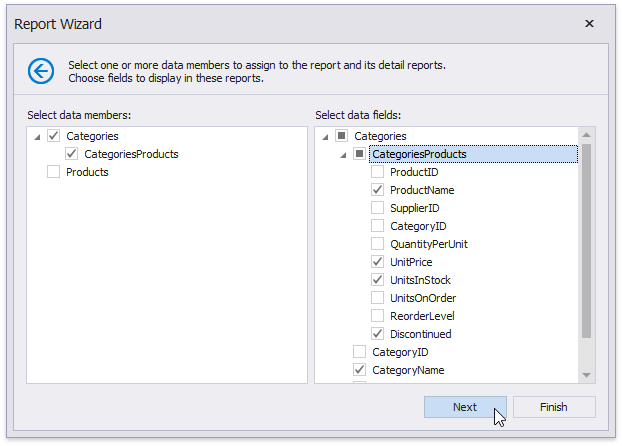 Report Wizard
Select one or more data members to assign to the report and its detail reports.
Choose fields to display in these reports.
Select data members:
Categories
CategoriesProducts
Products
Select data fields:
Categories
CategoriesProducts
ProductID
ProductName
SupplierID
CategoryID
QuantityPerUnit
UnitPrice
UnitsInStock
UnitsOnOrder
ReorderLevel
Discontinued
CategoryID
CategoryName
Next
Finish